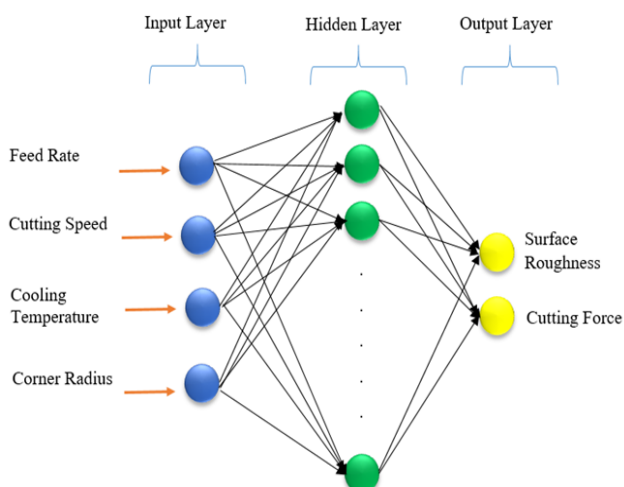 Input Layer
Hidden Layer
Output Layer
Feed Rate
Cutting Speed
Cooling
Temperature
Corner Radius
Surface
Roughness
Cutting Force